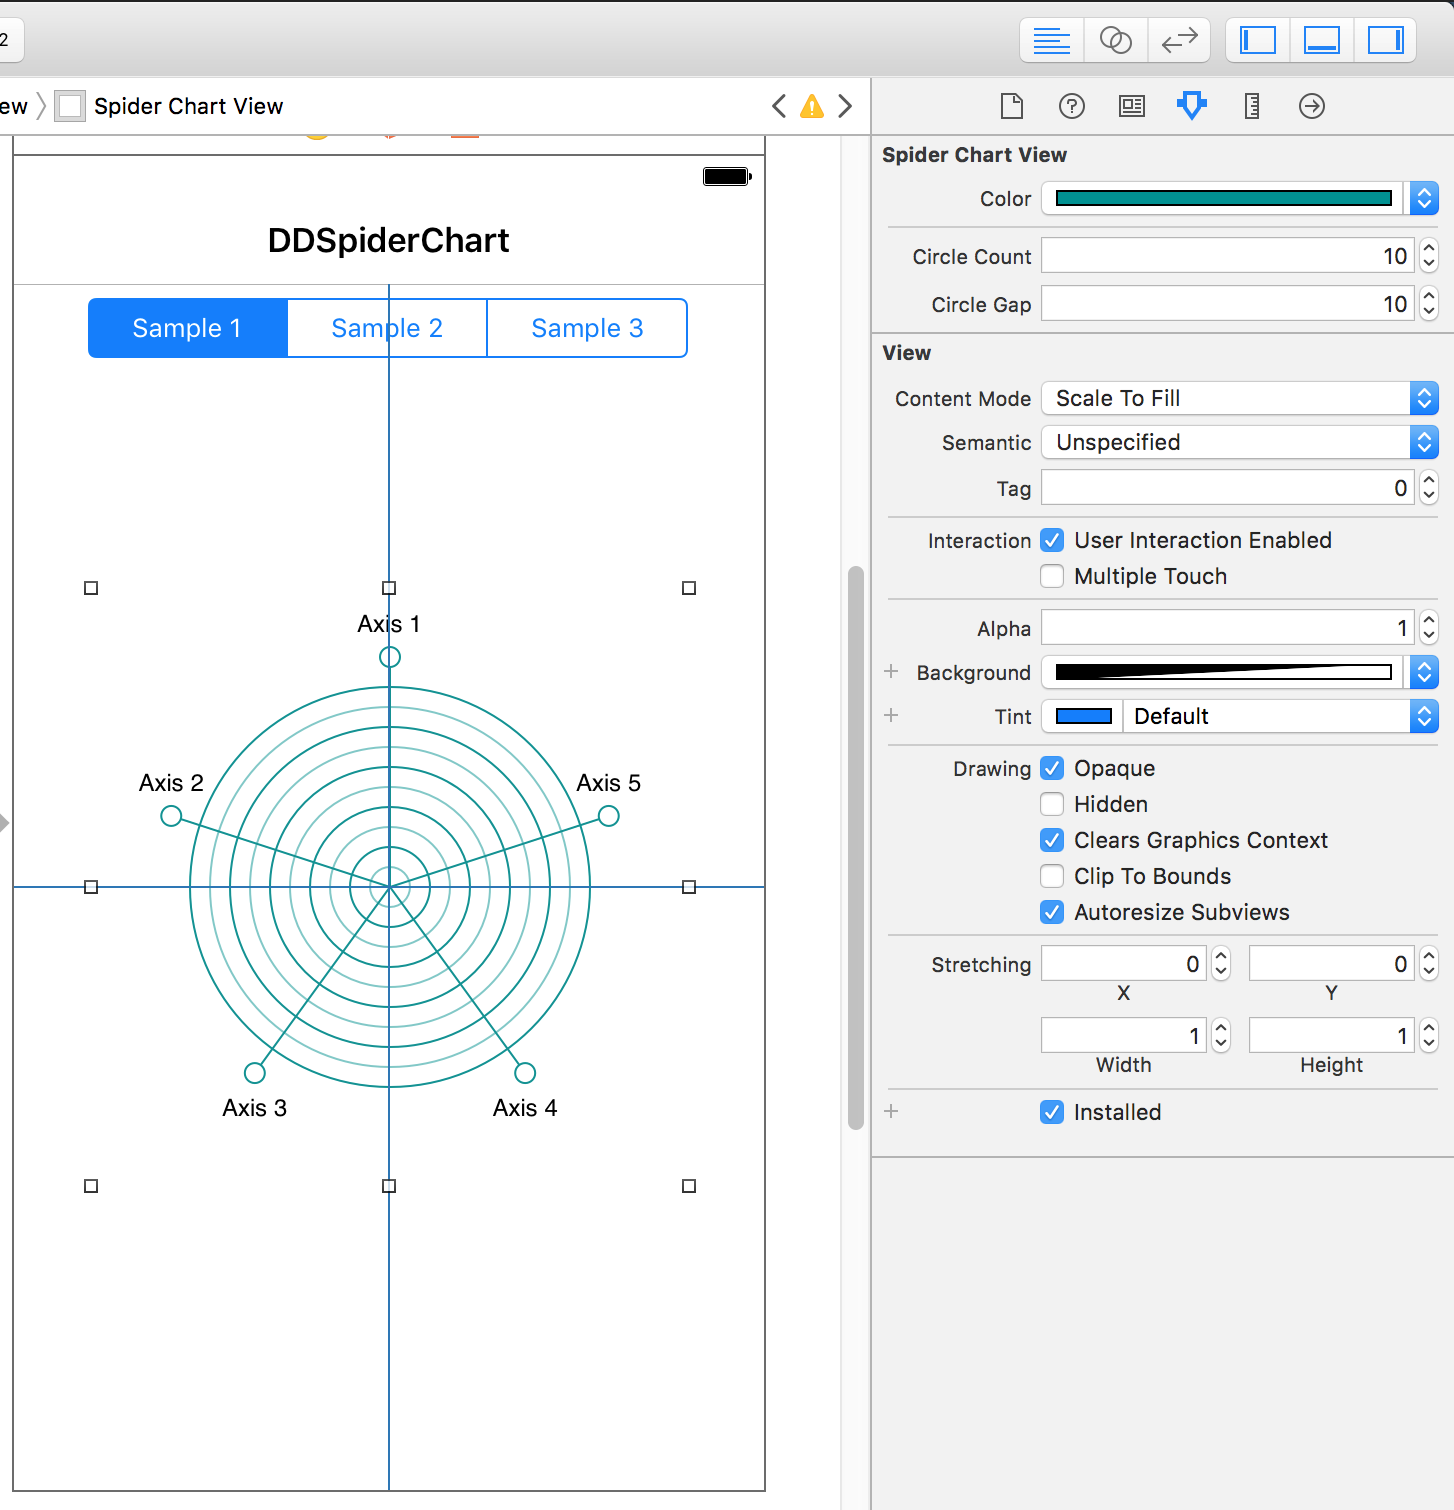 2
ew
Spider Chart View
DDSpiderChart
Sample 1
Sample 2
Sample 3
Axis 1
Axis 2
Axis 5
Axis 3
Axis 4
Spider Chart View
Color
Circle Count 10
Circle Gap 10
View
Content Mode Scale To Fill
Semantic Unspecified
Tag 0
Interaction User Interaction Enabled
Multiple Touch
Alpha 1
+ Background
+ Tint Default
Drawing Opaque
Hidden
Clears Graphics Context
Clip To Bounds
Autoresize Subviews
Stretching 0 0
X Y
1 1
Width Height
+ Installed